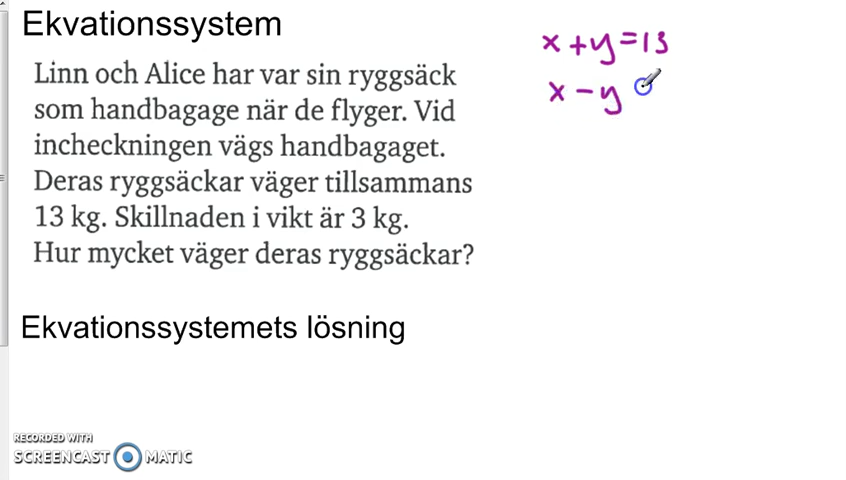 Ekvationssystem
Linn och Alice har var sin ryggsäck
som handbagage när de flyger. Vid
incheckningen vägs handbagaget.
Deras ryggsäckar väger tillsammans
13 kg. Skillnaden i vikt är 3 kg.
Hur mycket väger deras ryggsäckar?
x+y=13
x-y
Ekvationssystemets lösning
RECORDED WITH
SCREENCAST MATIC